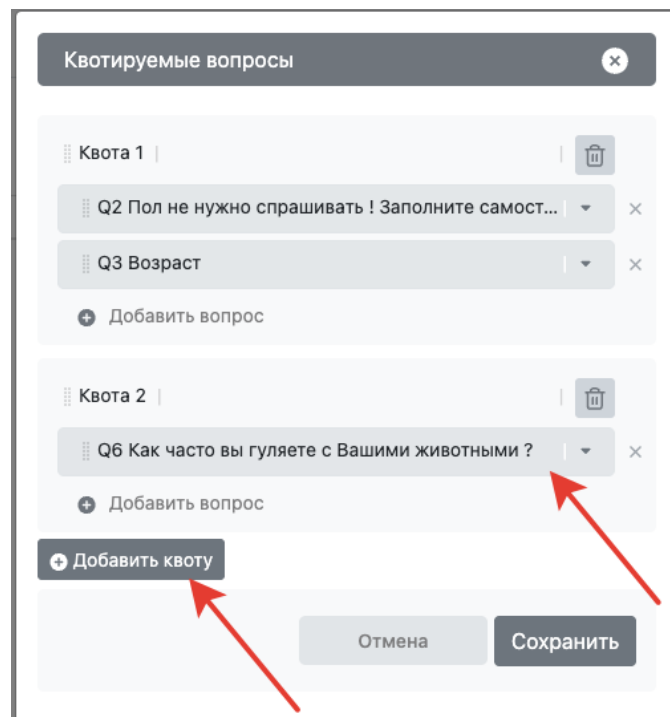 Квотируемые вопросы
Квота 1
Q2 Пол не нужно спрашивать ! Заполните самост...
Q3 Возраст
Добавить вопрос
Квота 2
Q6 Как часто вы гуляете с Вашими животными ?
Добавить вопрос
Добавить квоту
Отмена
Сохранить